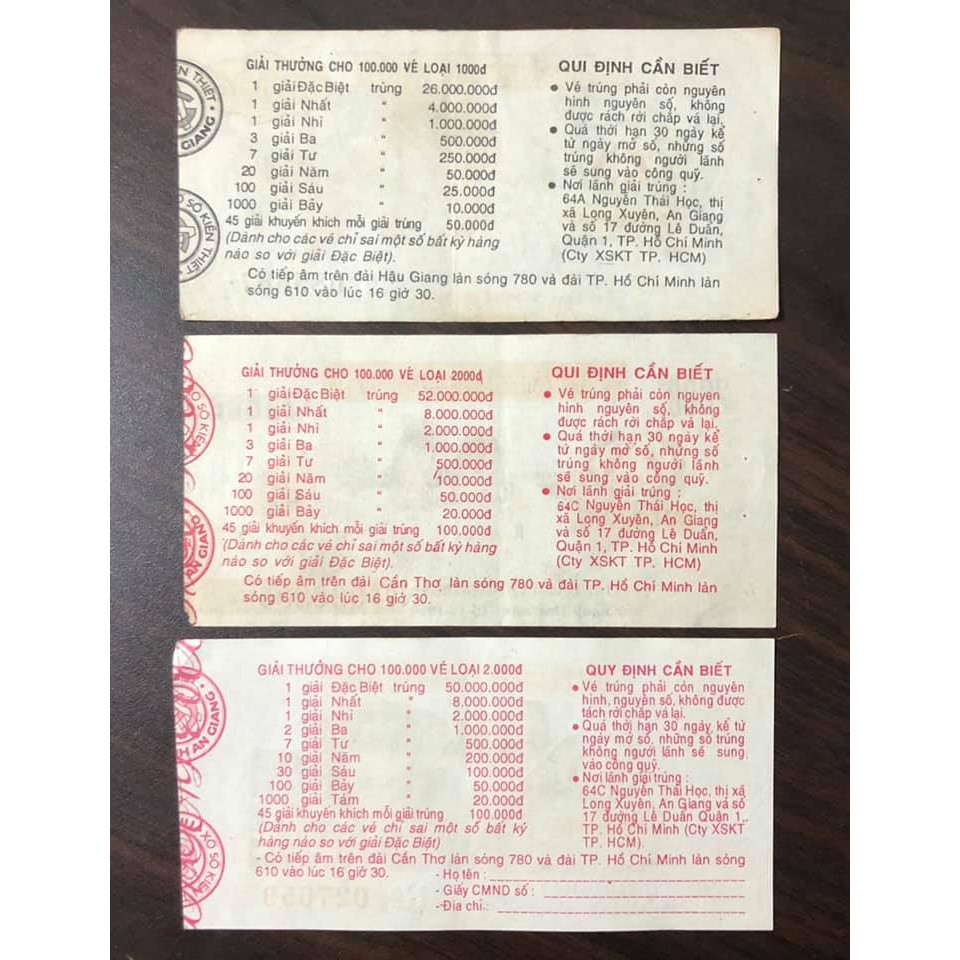 GIẢI THƯỞNG CHO 100.000 VÉ LOẠI 1000đ
1 giải Đặc Biệt trúng 26.000.000đ
1 giải Nhất " 4.000.000đ
1 giải Nhì " 1.000.000đ
3 giải Ba " 500.000đ
7 giải Tư " 250.000đ
20 giải Năm " 50.000đ
100 giải Sáu " 25.000đ
1000 giải Bảy " 10.000đ
45 giải khuyến khích mỗi giải trúng 50.000đ
(Dành cho các vé chỉ sai một số bất kỳ hàng
nào so với giải Đặc Biệt).
QUI ĐỊNH CẦN BIẾT
● Vé trúng phải còn nguyên
hình nguyên số, không
được rách rời chắp vá lại.
● Quá thời hạn 30 ngày kể
từ ngày mở số, những số
trúng không người lãnh
sẽ sung vào công quỹ.
● Nơi lãnh giải trúng :
64A Nguyễn Thái Học, thị
xã Long Xuyên, An Giang
và số 17 đường Lê Duẩn,
Quận 1, TP. Hồ Chí Minh
(Cty XSKT TP. HCM)
Có tiếp âm trên đài Hậu Giang làn sóng 780 và đài TP. Hồ Chí Minh làn
sóng 610 vào lúc 16 giờ 30.
THIẾT
GIANG
SỐ KIẾN THIẾT
GIẢI THƯỞNG CHO 100.000 VÉ LOẠI 2000đ
1 giải Đặc Biệt trúng 52.000.000đ
1 giải Nhất " 8.000.000đ
1 giải Nhì " 2.000.000đ
3 giải Ba " 1.000.000đ
7 giải Tư " 500.000đ
20 giải Năm " 100.000đ
100 giải Sáu " 50.000đ
1000 giải Bảy " 20.000đ
45 giải khuyến khích mỗi giải trúng 100.000đ
(Dành cho các vé chỉ sai một số bất kỳ hàng
nào so với giải Đặc Biệt).
QUI ĐỊNH CẦN BIẾT
● Vé trúng phải còn nguyen
hình nguyên số, không
được rách rời chắp vá lại.
● Quá thời hạn 30 ngày kể
từ ngày mở số, những số
trúng không người lãnh
sẽ sung vào công quỹ.
● Nơi lãnh giải trúng :
64C Nguyễn Thái Học, thị
xã Long Xuyên, An Giang
và số 17 đường Lê Duẩn,
Quận 1, TP. Hồ Chí Minh
(Cty XSKT TP. HCM)
Có tiếp âm trên đài Cần Thơ làn sóng 780 và đài TP. Hồ Chí Minh làn
sóng 610 vào lúc 16 giờ 30.
SỐ KIẾN
AN GIANG
GIẢI THƯỞNG CHO 100.000 VÉ LOẠI 2.000đ
1 giải Đặc Biệt trúng 50.000.000đ
1 giải Nhất " 8,000.000đ
1 giải Nhì " 2.000.000đ
2 giải Ba " 1.000.000đ
7 giải Tư " 500.000đ
10 giải Năm " 200.000đ
30 giải Sáu " 100.000đ
100 giải Bảy " 50.000đ
1000 giải Tám " 20.000đ
45 giải khuyến khích mỗi giải trúng 100.000đ
(Dành cho các vé chỉ sai một số bất kỳ
hàng nào so với giải Đặc Biệt)
QUY ĐỊNH CẦN BIẾT
● Vé trúng phải còn nguyên
hình, nguyên số, không được
tách rời chắp vá lại.
● Quá thời hạn 30 ngày kể từ
ngày mở số, những số trúng
không người lãnh sẽ sung
vào công quỹ.
● Nơi lãnh giải trúng :
64C Nguyễn Thái Học, thị xã
Long Xuyên, An Giang và số
17 đường Lê Duẩn Quận 1.
TP. Hồ Chí Minh (Cty XSKT
TP. HCM).
- Có tiếp âm trên đài Cần Thơ làn sóng 780 và đài TP. Hồ Chí Minh làn sóng
610 vào lúc 16 giờ 30.
- Họ tên :
- Giấy CMND số :
- Địa chỉ :
AN GIANG
XỔ SỐ KIẾN